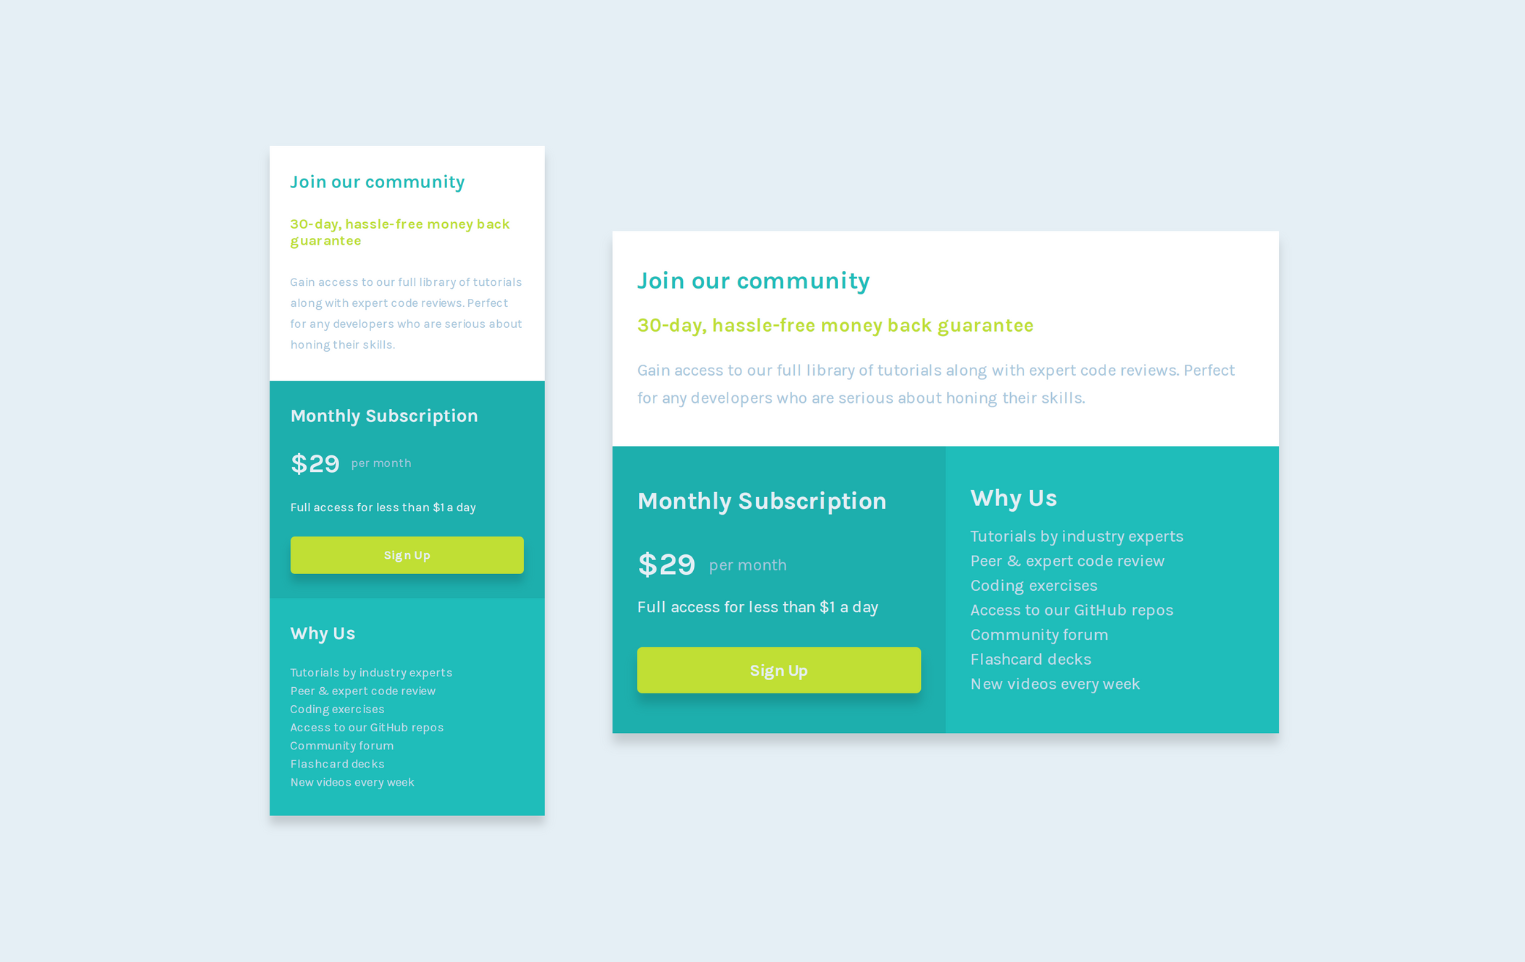 Join our community
30-day, hassle-free money back
guarantee
Gain access to our full library of tutorials
along with expert code reviews. Perfect
for any developers who are serious about
honing their skills.
Monthly Subscription
$29 per month
Full access for less than $1 a day
Sign Up
Why Us
Tutorials by industry experts
Peer & expert code review
Coding exercises
Access to our GitHub repos
Community forum
Flashcard decks
New videos every week
Join our community
30-day, hassle-free money back guarantee
Gain access to our full library of tutorials along with expert code reviews. Perfect
for any developers who are serious about honing their skills.
Monthly Subscription
$29 per month
Full access for less than $1 a day
Sign Up
Why Us
Tutorials by industry experts
Peer & expert code review
Coding exercises
Access to our GitHub repos
Community forum
Flashcard decks
New videos every week